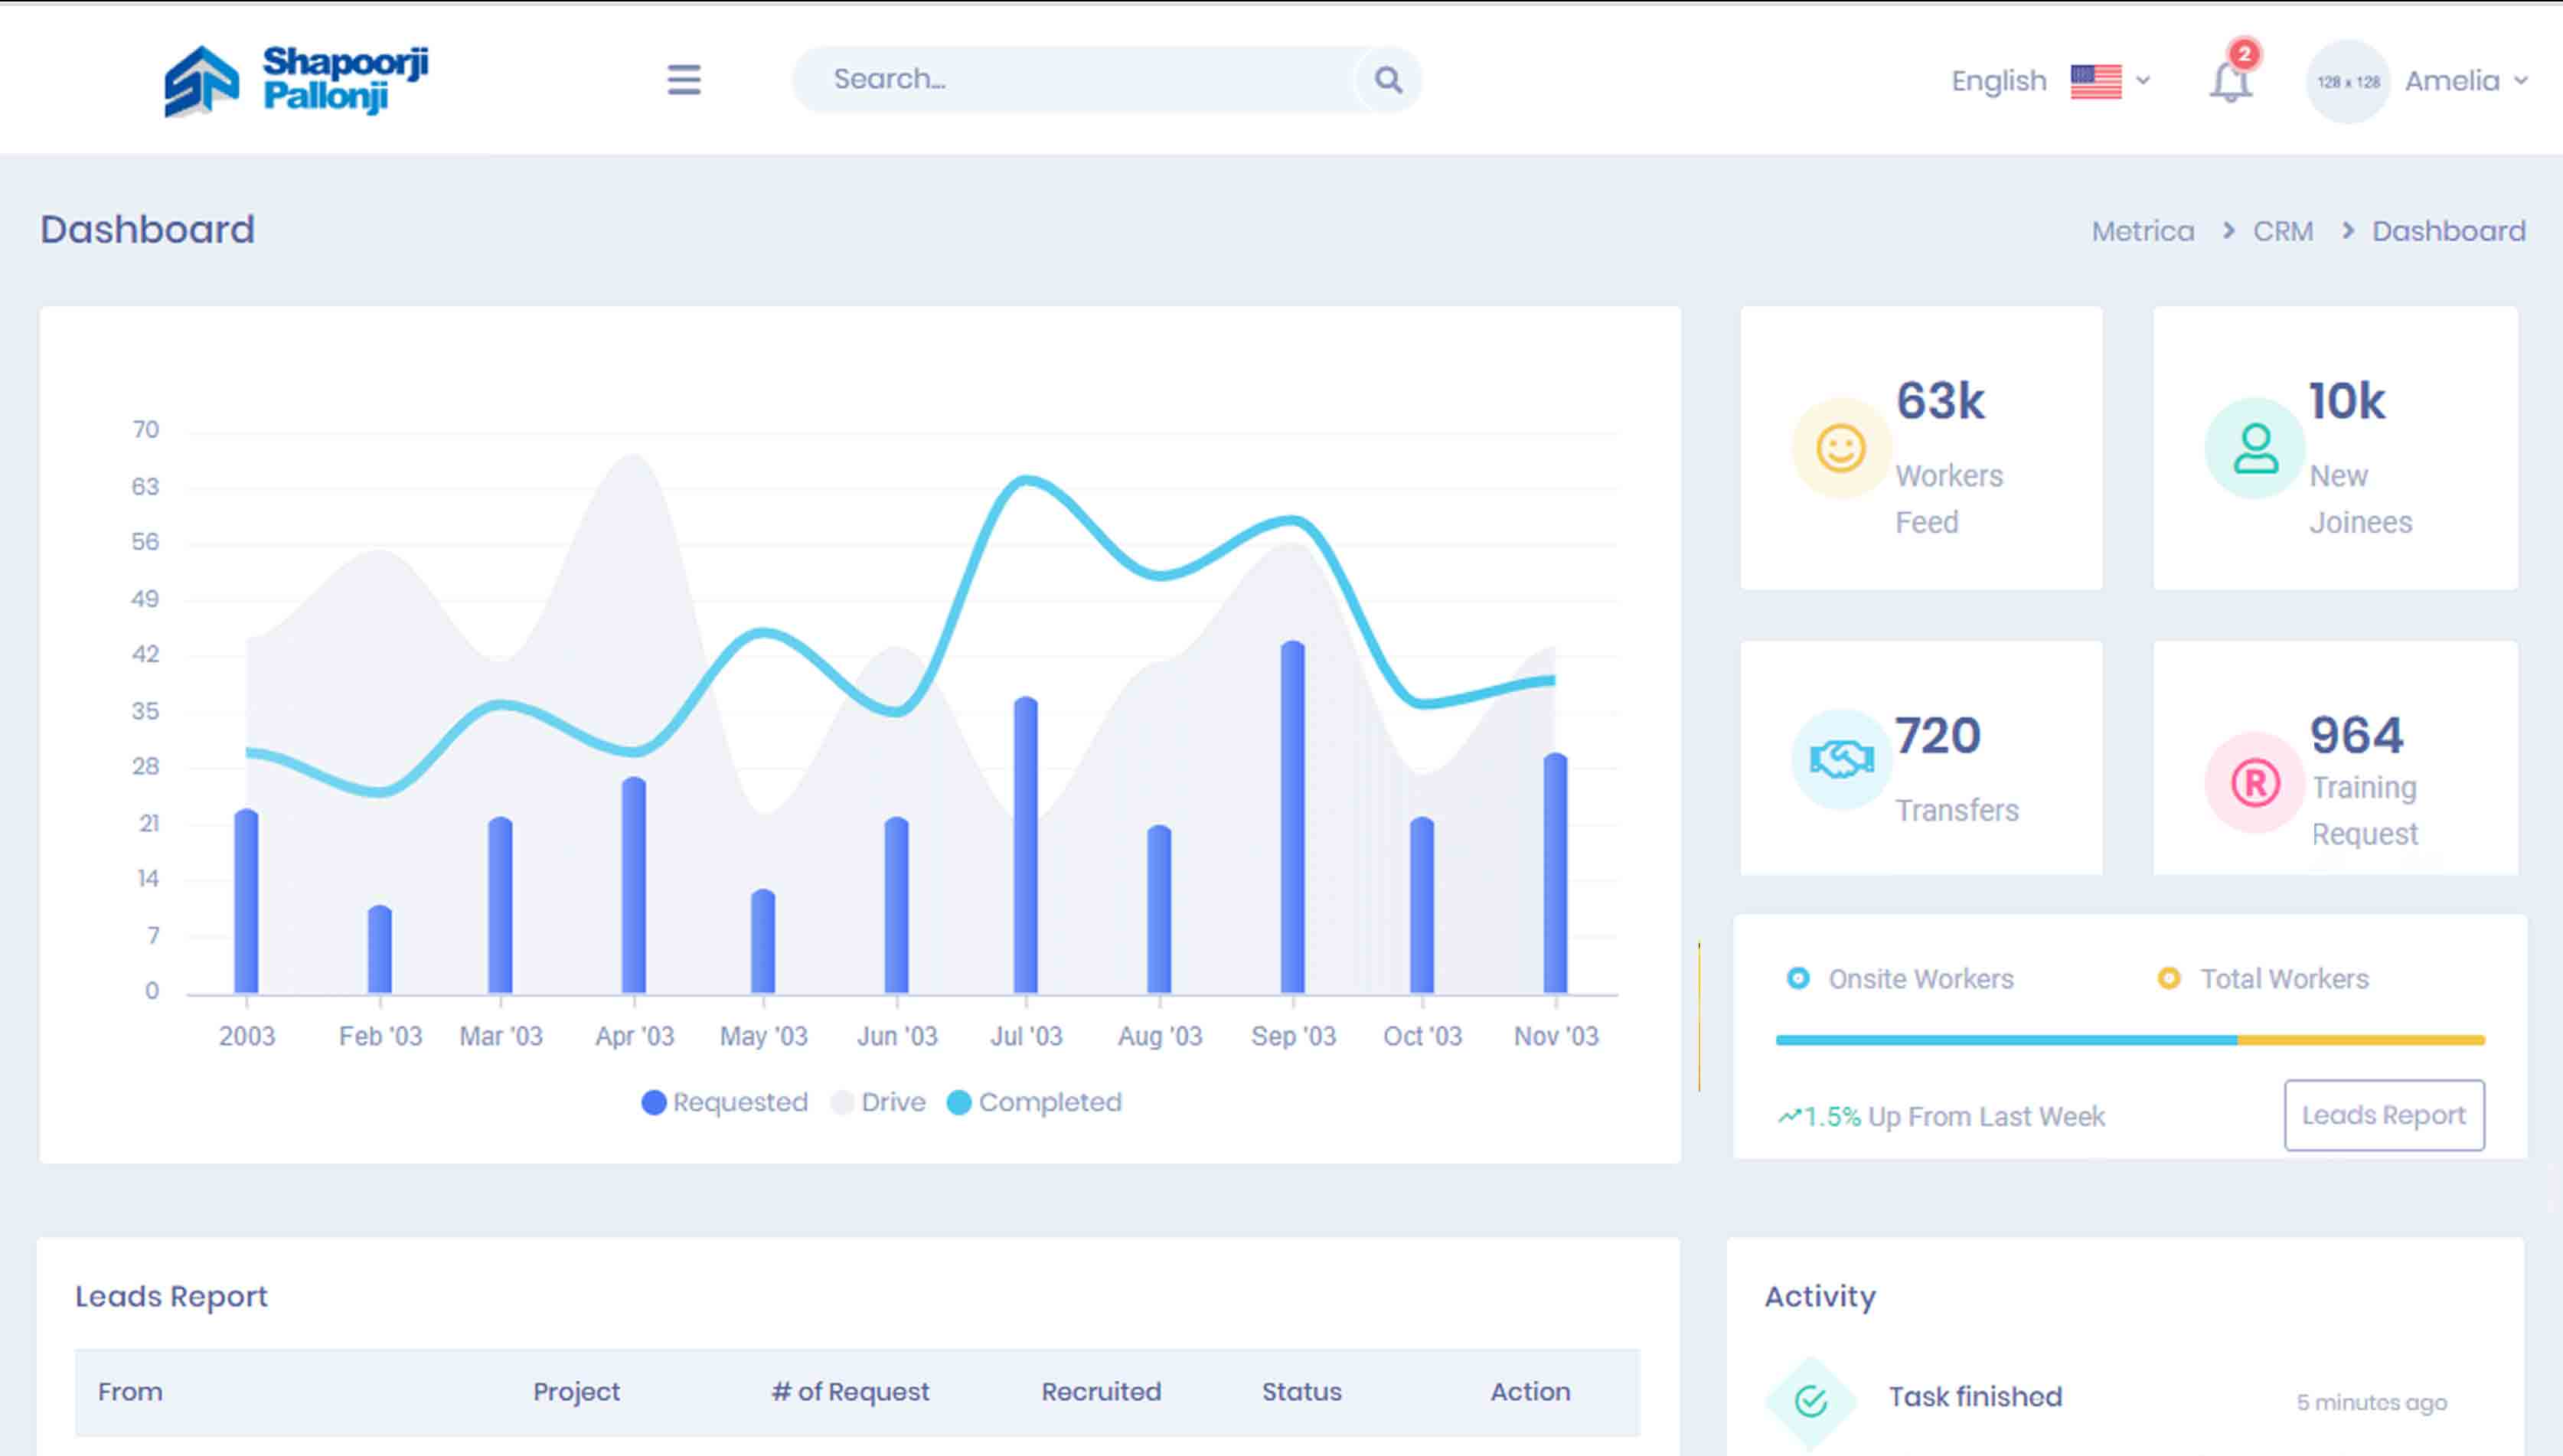 Shapoorji
Pallonji
Search...
English
2
128 x 128
Amelia
Dashboard
Metrica > CRM > Dashboard
70
63
56
49
42
35
28
21
14
7
0
2003 Feb '03 Mar '03 Apr '03 May '03 Jun '03 Jul '03 Aug '03 Sep '03 Oct '03 Nov '03
Requested Drive Completed
63k
Workers
Feed
10k
New
Joinees
720
Transfers
964
Training
Request
Onsite Workers
Total Workers
1.5% Up From Last Week
Leads Report
Leads Report
From Project # of Request Recruited Status Action
Activity
Task finished
5 minutes ago